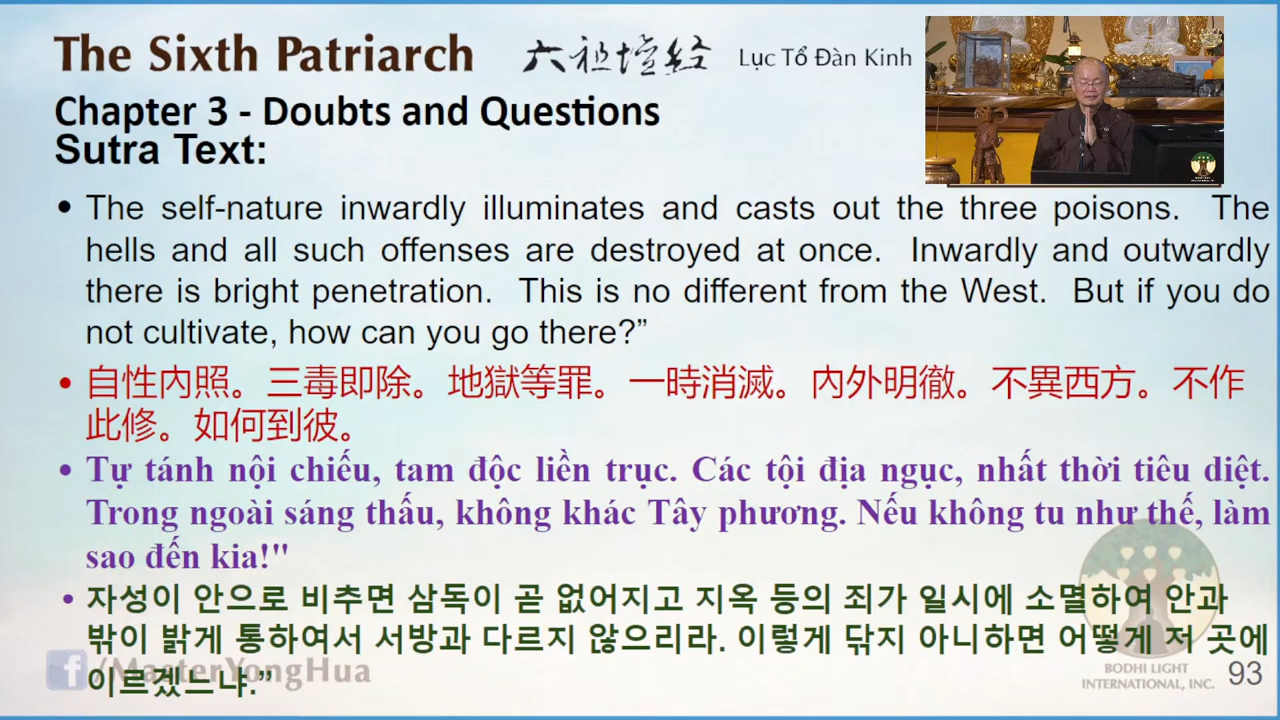 The Sixth Patriarch 六祖壇経 Lục Tổ Đàn Kinh
Chapter 3 - Doubts and Questions
Sutra Text:
• The self-nature inwardly illuminates and casts out the three poisons. The
hells and all such offenses are destroyed at once. Inwardly and outwardly
there is bright penetration. This is no different from the West. But if you do
not cultivate, how can you go there?”
• 自性內照。三毒即除。地獄等罪。一時消滅。內外明徹。不異西方。不作
此修。如何到彼。
• Tự tánh nội chiếu, tam độc liền trục. Các tội địa ngục, nhất thời tiêu diệt.
Trong ngoài sáng thấu, không khác Tây phương. Nếu không tu như thế, làm
sao đến kia!"
• 자성이 안으로 비추면 삼독이 곧 없어지고 지옥 등의 죄가 일시에 소멸하여 안과
밖이 밝게 통하여서 서방과 다르지 않으리라. 이렇게 닦지 아니하면 어떻게 저 곳에
이르겠느냐.”
f /MasterYongHua
BODHI LIGHT
INTERNATIONAL, INC.
93